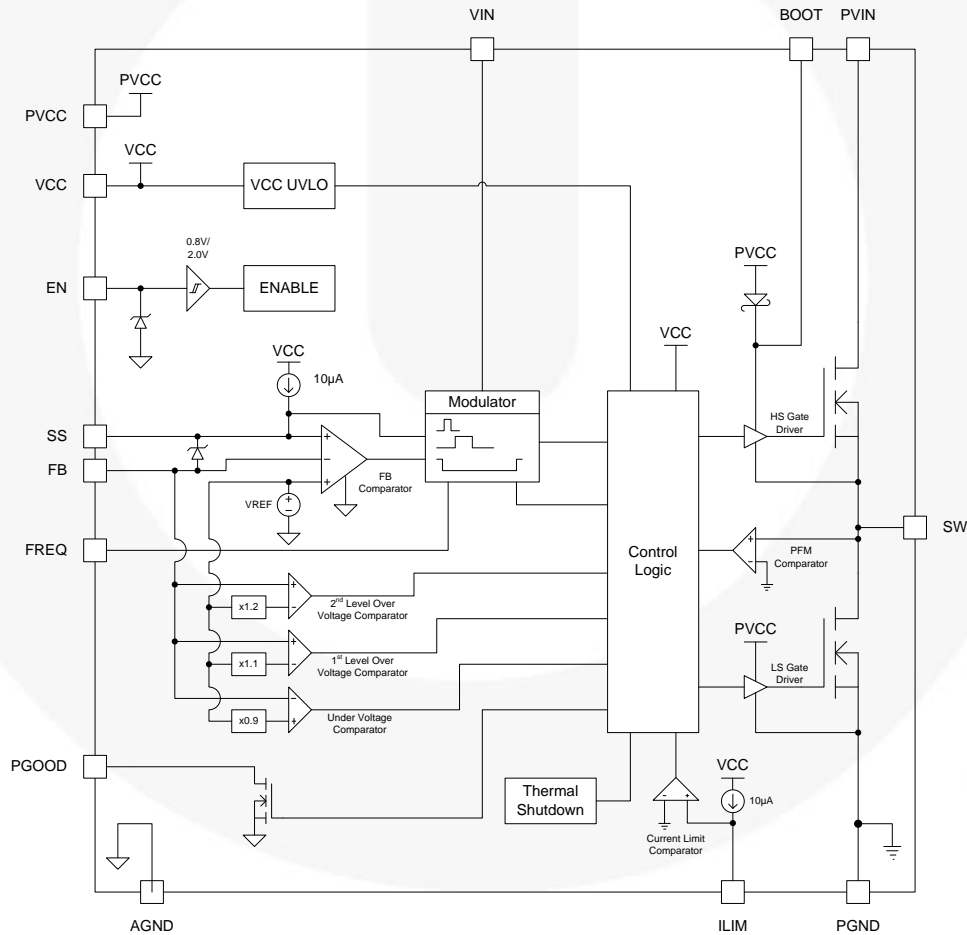 VIN
BOOT
PVIN
PVCC
PVCC
VCC
VCC
VCC UVLO
0.8V/
2.0V
EN
ENABLE
PVCC
VCC
VCC
10µA
Modulator
HS Gate
Driver
SS
+
−
+
FB
FB
Comparator
VREF
+
−
FREQ
SW
Control
Logic
+
−
PFM
Comparator
x1.2
+
−
2nd Level Over
Voltage Comparator
x1.1
+
−
1st Level Over
Voltage Comparator
PVCC
LS Gate
Driver
x0.9
−
+
Under Voltage
Comparator
PGOOD
Thermal
Shutdown
VCC
10µA
−
+
Current Limit
Comparator
AGND
ILIM
PGND